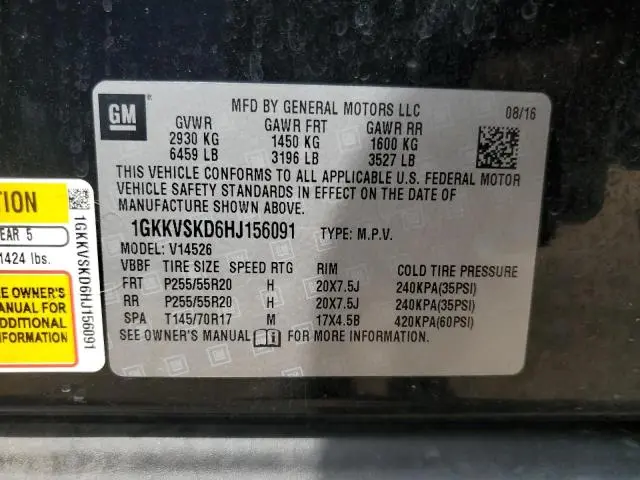 GM
MFD BY GENERAL MOTORS LLC 08/16
GVWR GAWR FRT GAWR RR
2930 KG 1450 KG 1600 KG
6459 LB 3196 LB 3527 LB
THIS VEHICLE CONFORMS TO ALL APPLICABLE U.S. FEDERAL MOTOR
VEHICLE SAFETY STANDARDS IN EFFECT ON THE DATE OF
MANUFACTURE SHOWN ABOVE.
1GKKVSKD6HJ156091 TYPE: M.P.V.
MODEL: V14526
VBBF TIRE SIZE SPEED RTG RIM COLD TIRE PRESSURE
FRT P255/55R20 H 20X7.5J 240KPA(35PSI)
RR P255/55R20 H 20X7.5J 240KPA(35PSI)
SPA T145/70R17 M 17X4.5B 420KPA(60PSI)
SEE OWNER'S MANUAL FOR MORE INFORMATION.
TION
EAR 5
1424 lbs.
E OWNER'S
MANUAL FOR
ADDITIONAL
INFORMATION
1GKKVSKD6HJ156091